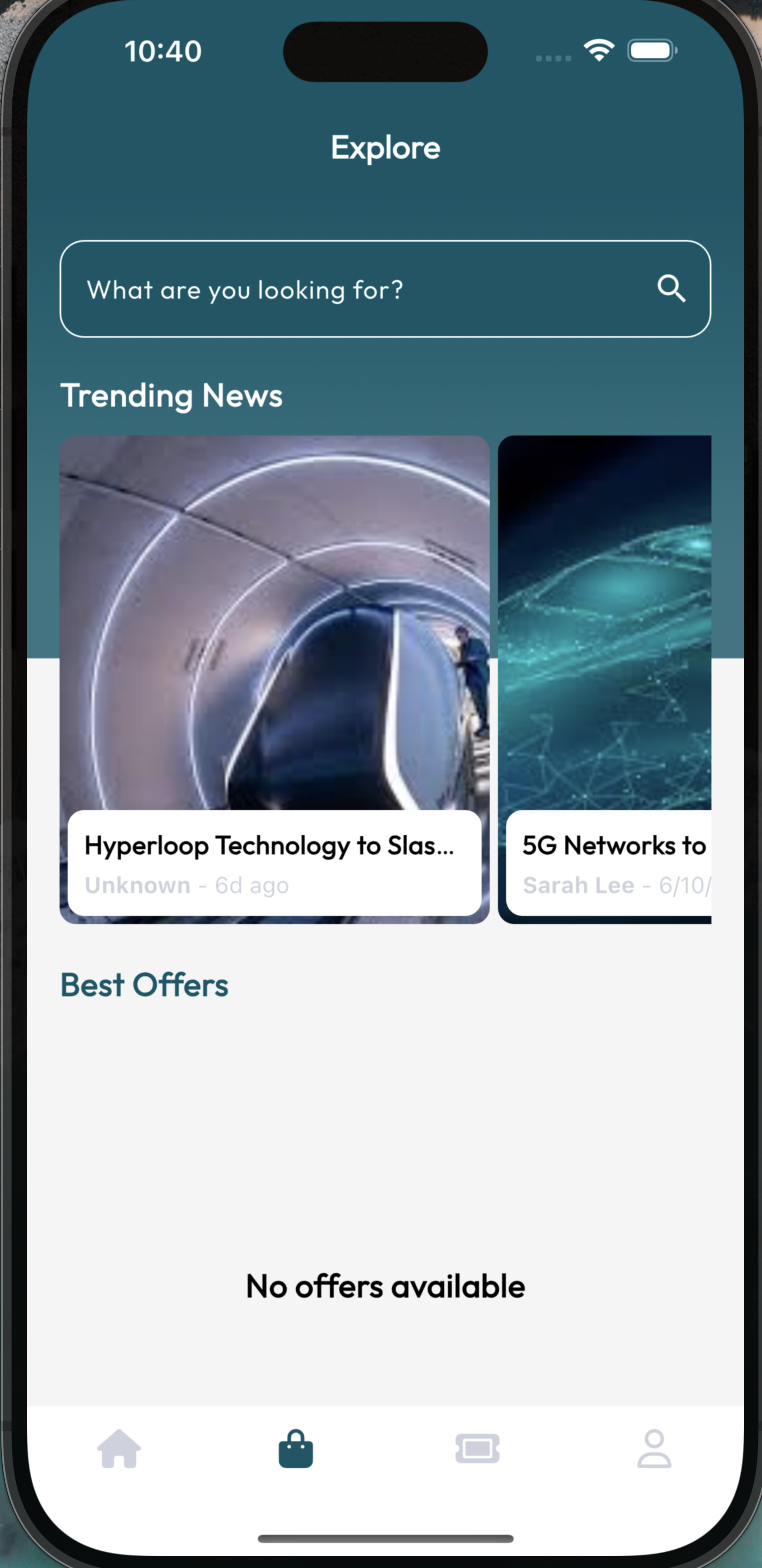 10:40
Explore
What are you looking for?
Trending News
Hyperloop Technology to Slas...
Unknown - 6d ago
5G Networks to
Sarah Lee - 6/10/
Best Offers
No offers available